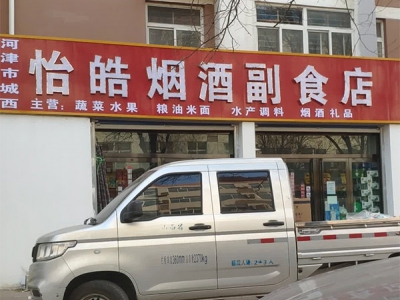 河津市城西
怡皓烟酒副食店
主营：蔬菜水果 粮油米面 水产调料 烟酒礼品